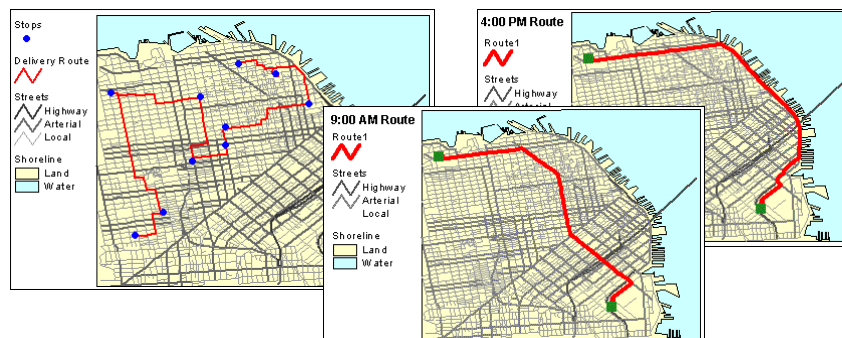 Stops
Delivery Route
Streets
Highway
Arterial
Local
Shoreline
Land
Water
9:00 AM Route
Route1
Streets
Highway
Arterial
Local
Shoreline
Land
Water
4:00 PM Route
Route1
Streets
Highway